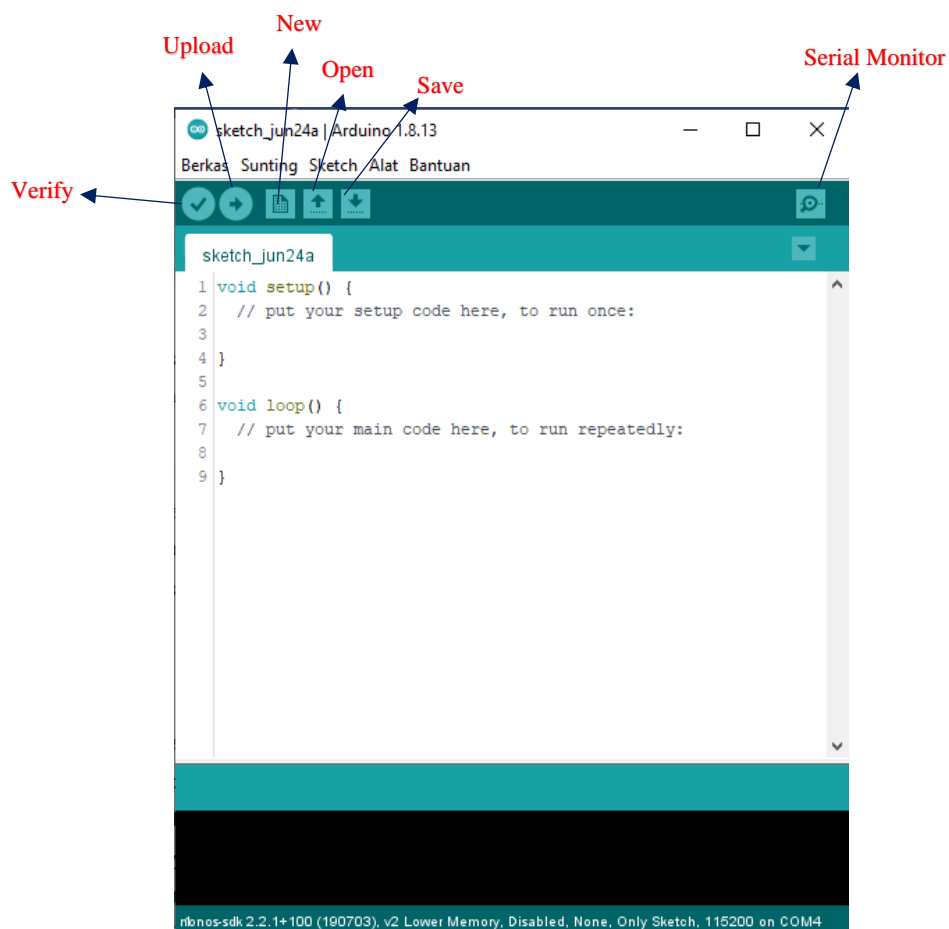 New
Upload
Serial Monitor
Open
Save
sketch_jun24a | Arduino 1.8.13
Berkas Sunting Sketch Alat Bantuan
Verify
sketch_jun24a
1 void setup() {
2 // put your setup code here, to run once:
3
4 }
5
6 void loop() {
7 // put your main code here, to run repeatedly:
8
9 }
nonos-sdk 2.2.1+100 (190703), v2 Lower Memory, Disabled, None, Only Sketch, 115200 on COM4